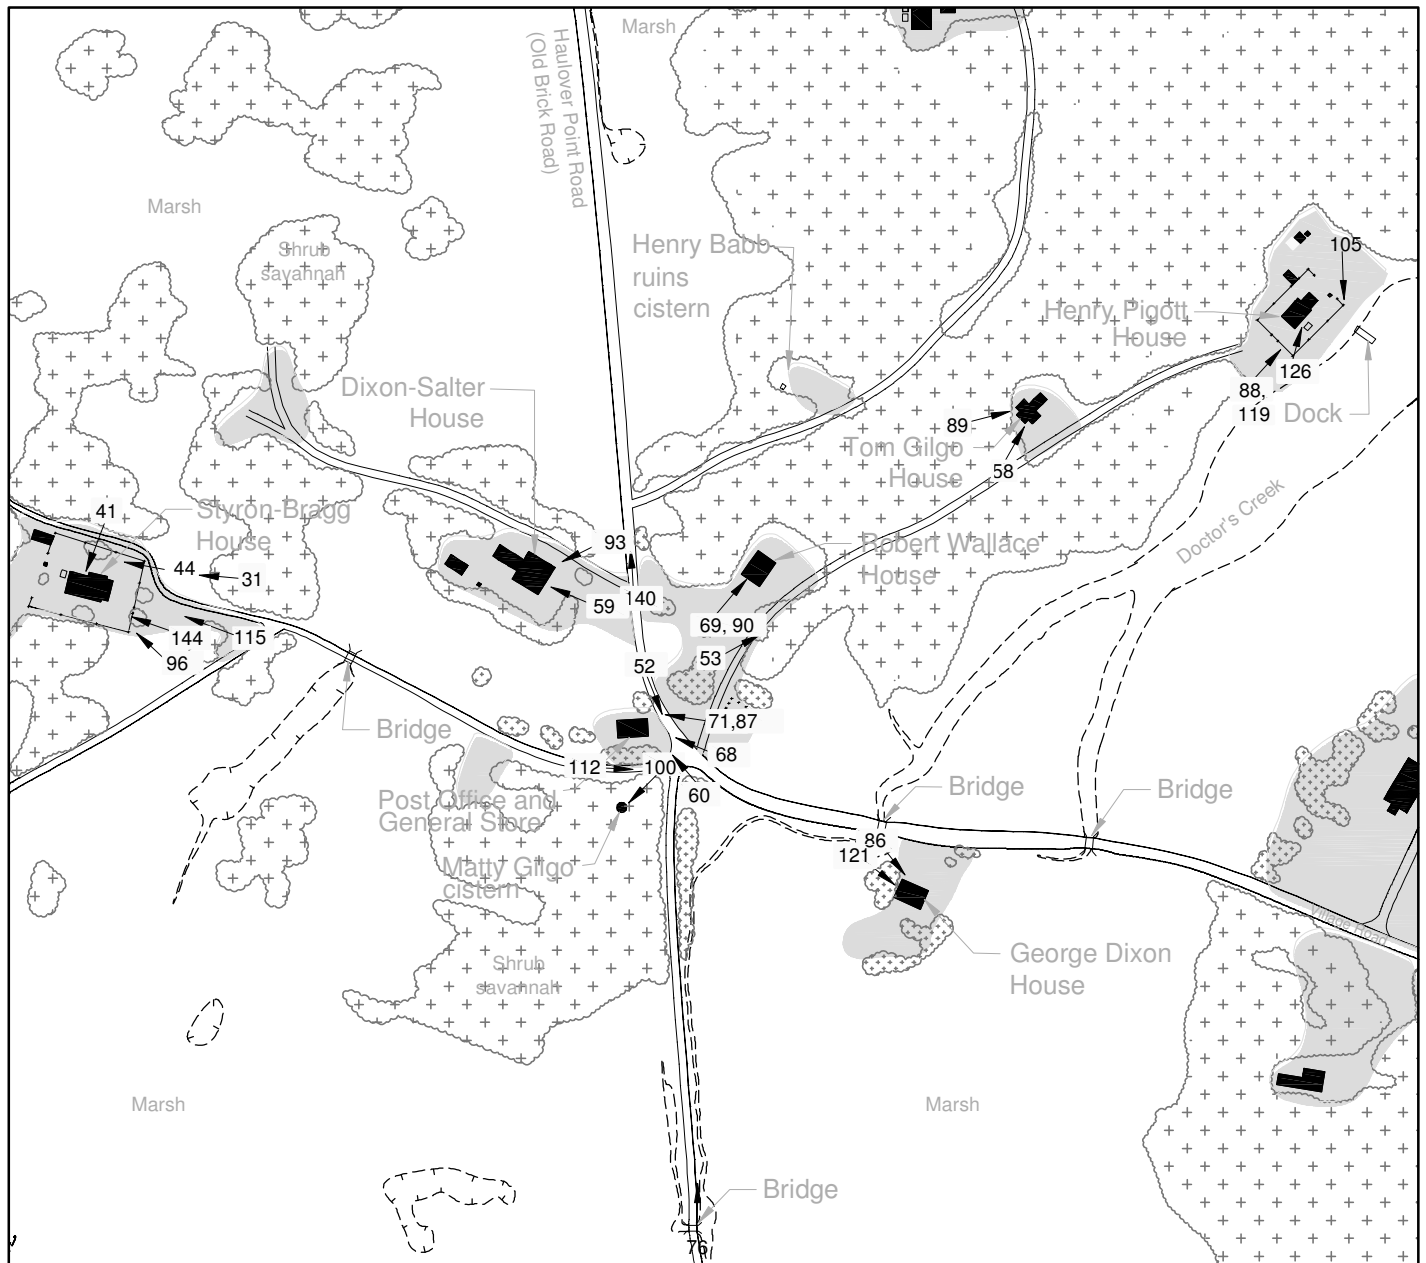 Marsh
Haulover Point Road
(Old Brick Road)
Marsh
Shrub
savannah
Henry Babb
ruins
cistern
105
Henry Pigott
House
126
88,
119
Dock
Dixon-Salter
House
89
Tom Gilgo
House
58
41
Styron-Bragg
House
44
31
93
59
140
Robert Wallace
House
Doctor's Creek
69, 90
53
144
115
96
52
71,87
68
Bridge
112
100
60
Post Office and
General Store
Bridge
Bridge
86
121
Matty Gilgo
cistern
Village Road
Shrub
savannah
George Dixon
House
Marsh
Marsh
Bridge
76